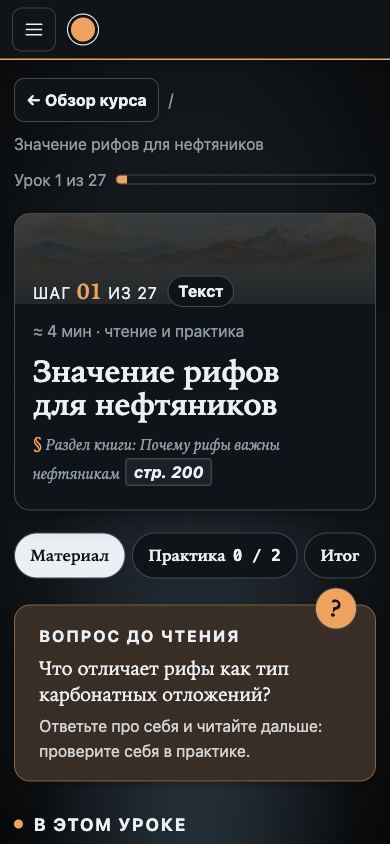 ← Обзор курса /
Значение рифов для нефтяников
Урок 1 из 27
ШАГ 01 ИЗ 27 Текст
≈ 4 мин · чтение и практика
Значение рифов
для нефтяников
§ Раздел книги: Почему рифы важны
нефтяникам стр. 200
Материал Практика 0 / 2 Итог
?
ВОПРОС ДО ЧТЕНИЯ
Что отличает рифы как тип
карбонатных отложений?
Ответьте про себя и читайте дальше:
проверите себя в практике.
В ЭТОМ УРОКЕ